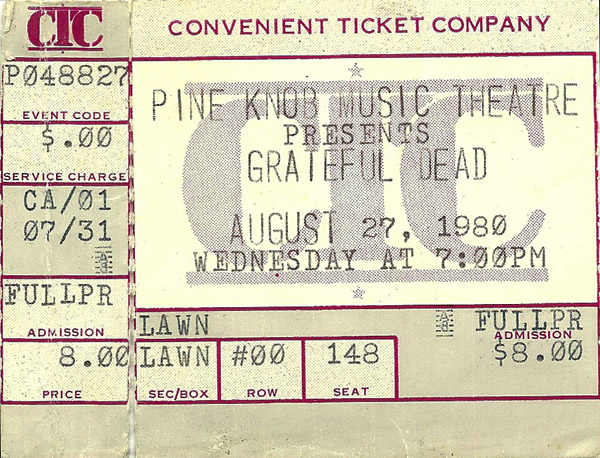 CTC
CONVENIENT TICKET COMPANY
P048827
EVENT CODE
$.00
SERVICE CHARGE
CA/01
07/31
FULLPR
ADMISSION
8.00
PRICE
PINE KNOB MUSIC THEATRE
PRESENTS
GRATEFUL DEAD
AUGUST 27, 1980
WEDNESDAY AT 7:00PM
CTC
LAWN
FULLPR
ADMISSION
$8.00
LAWN #00 148
SEC/BOX ROW SEAT